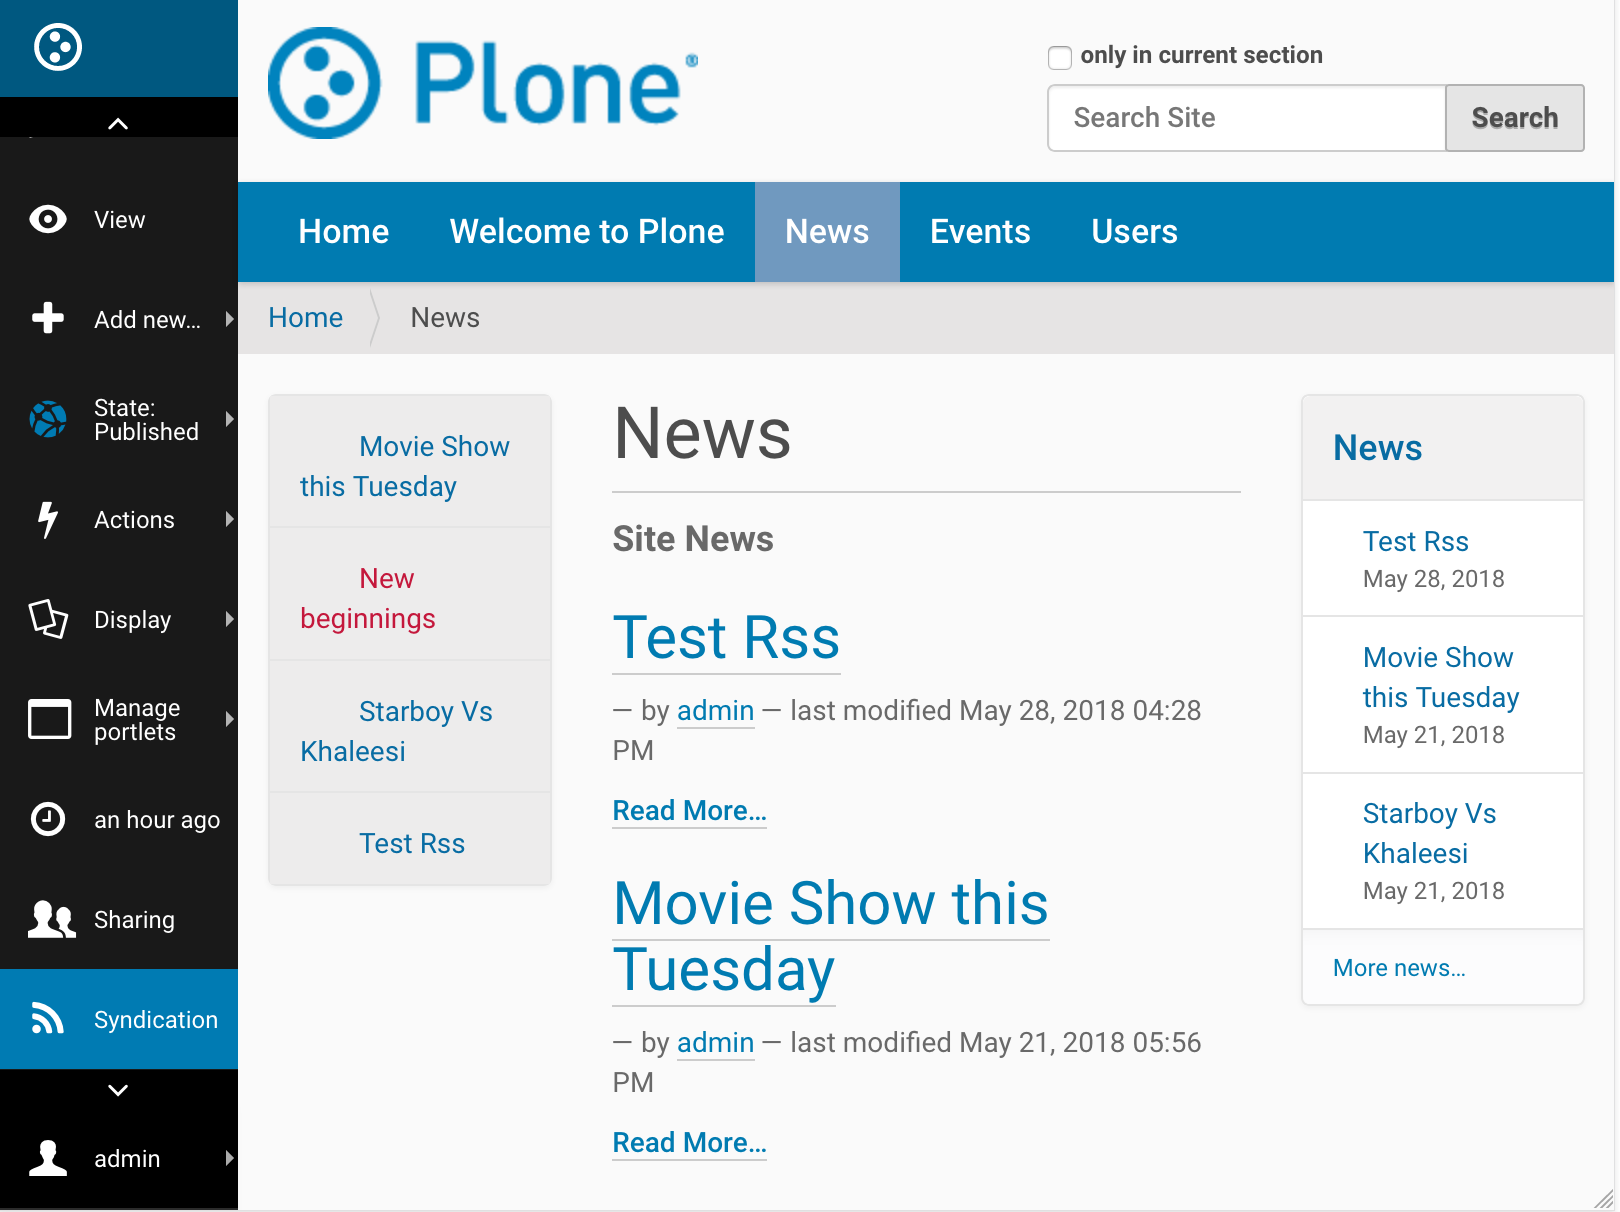 View
Add new...
State:
Published
Actions
Display
Manage
portlets
an hour ago
Sharing
Syndication
admin
Plone®
only in current section
Search Site
Search
Home
Welcome to Plone
News
Events
Users
Home
News
Movie Show
this Tuesday
New
beginnings
Starboy Vs
Khaleesi
Test Rss
News
Site News
Test Rss
— by admin — last modified May 28, 2018 04:28
PM
Read More...
Movie Show this
Tuesday
— by admin — last modified May 21, 2018 05:56
PM
Read More...
News
Test Rss
May 28, 2018
Movie Show
this Tuesday
May 21, 2018
Starboy Vs
Khaleesi
May 21, 2018
More news...